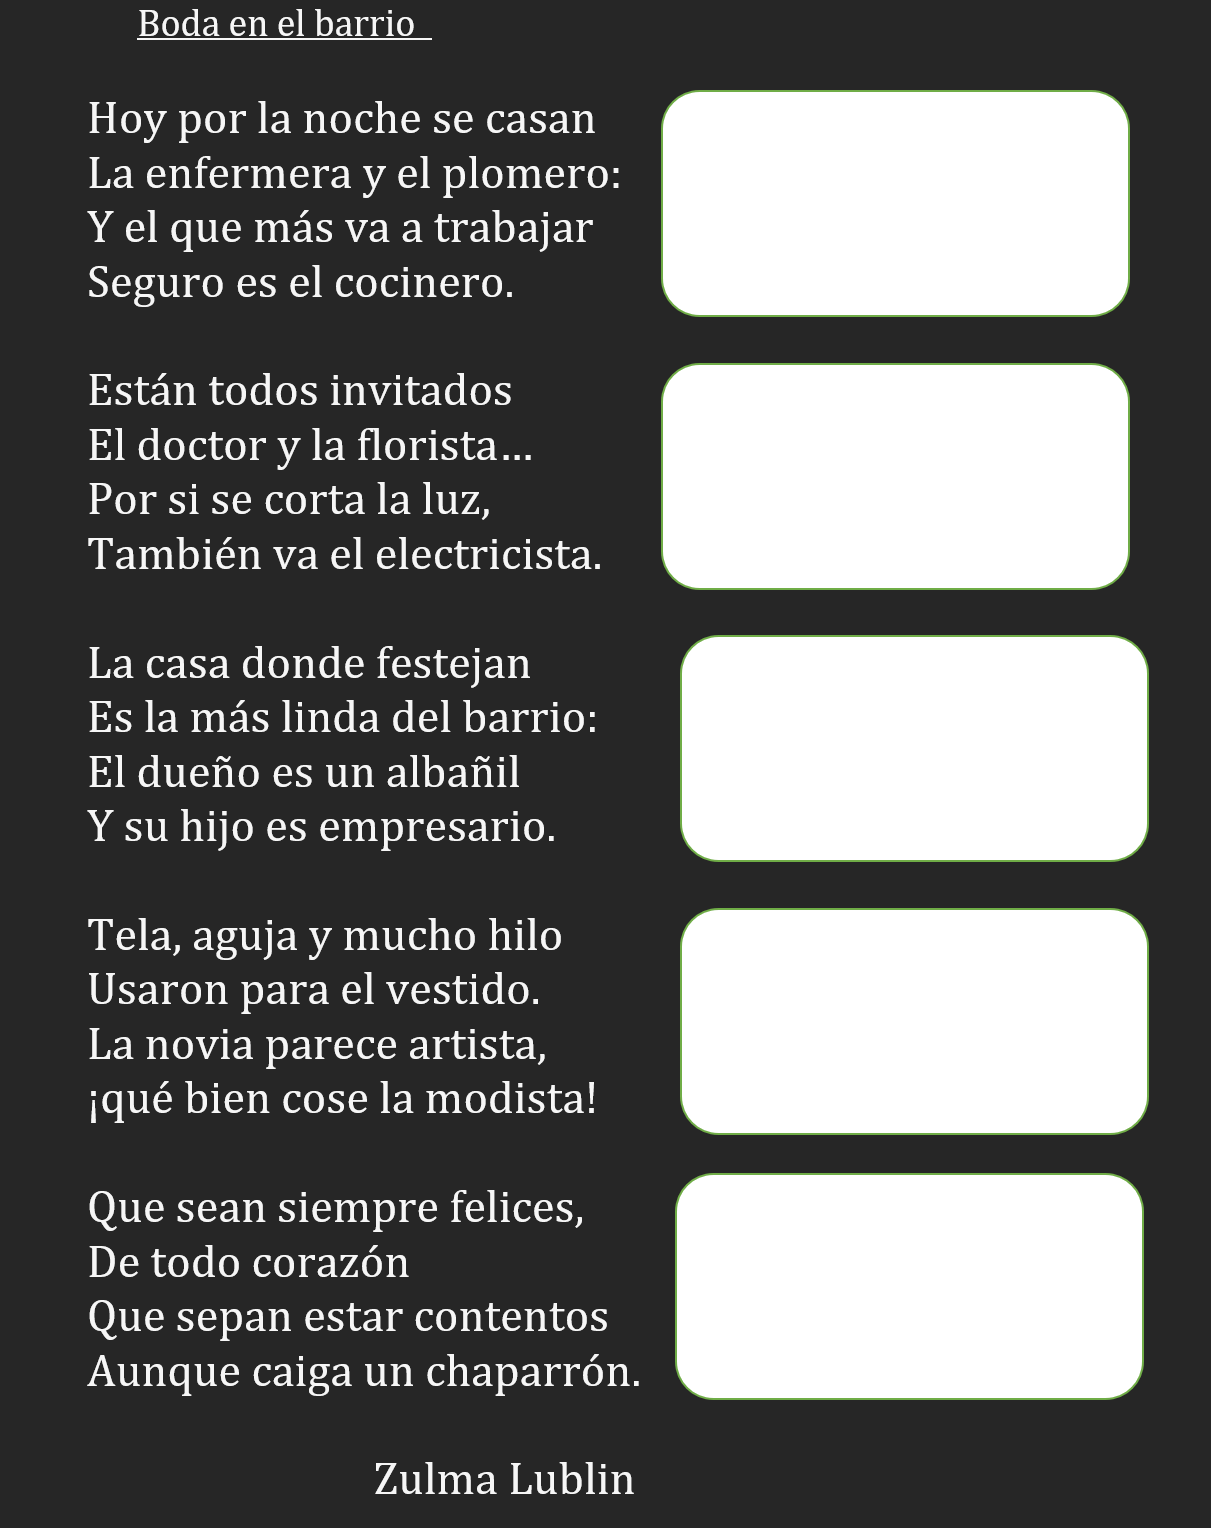 Boda en el barrio
Hoy por la noche se casan
La enfermera y el plomero:
Y el que más va a trabajar
Seguro es el cocinero.
Están todos invitados
El doctor y la florista…
Por si se corta la luz,
También va el electricista.
La casa donde festejan
Es la más linda del barrio:
El dueño es un albañil
Y su hijo es empresario.
Tela, aguja y mucho hilo
Usaron para el vestido.
La novia parece artista,
¡qué bien cose la modista!
Que sean siempre felices,
De todo corazón
Que sepan estar contentos
Aunque caiga un chaparrón.
Zulma Lublin